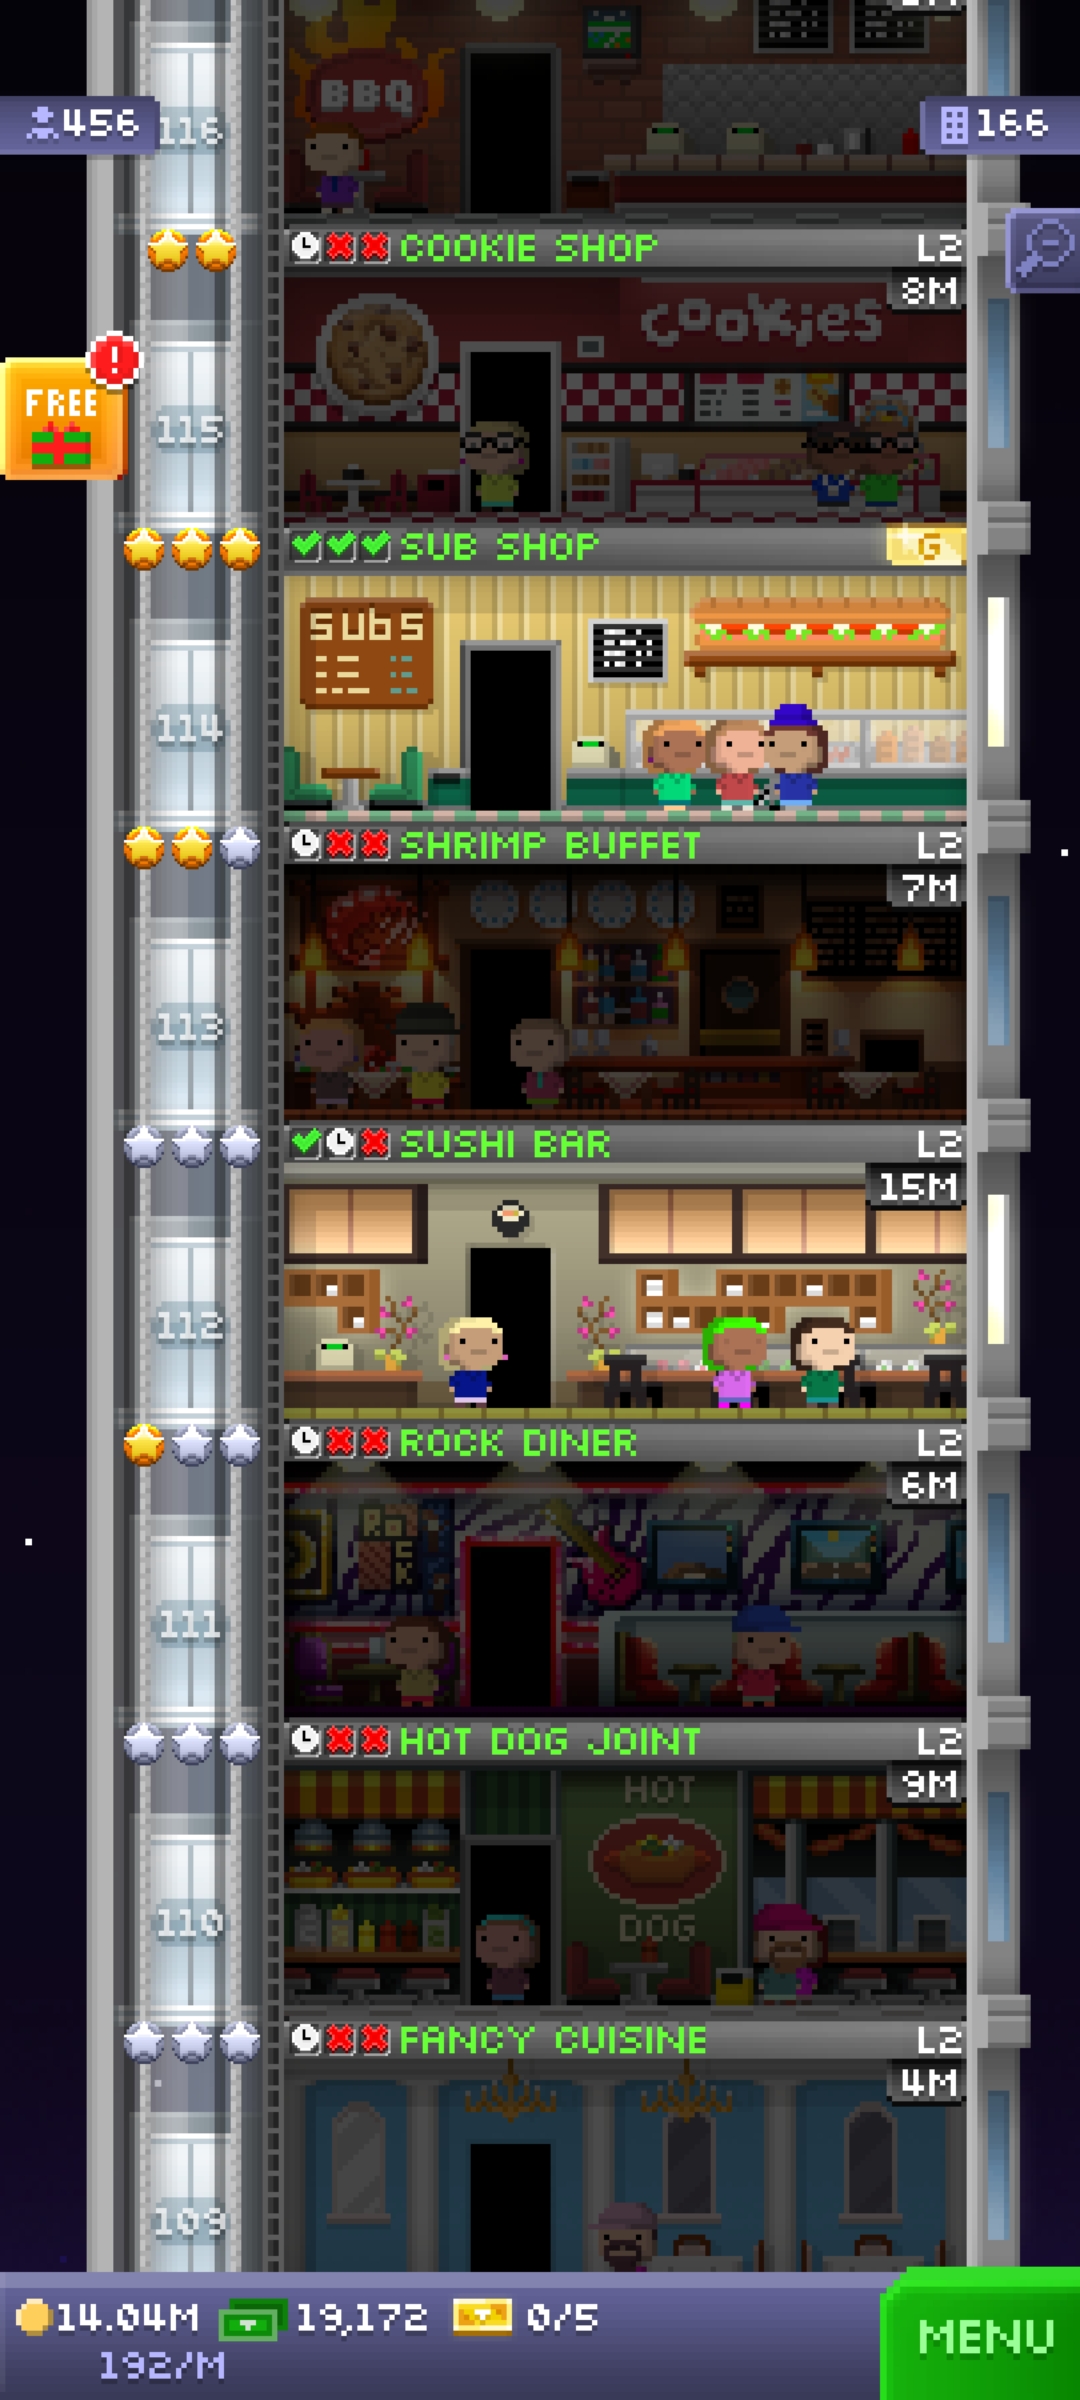 BBQ
456
116
166
COOKIE SHOP
L2
8M
cookies
FREE
115
SUB SHOP
G
subs
114
SHRIMP BUFFET
L2
7M
113
SUSHI BAR
L2
15M
112
ROCK DINER
L2
6M
ROCK
111
HOT DOG JOINT
L2
9M
HOT
DOG
110
FANCY CUISINE
L2
4M
109
14.04M
19,172
0/5
192/M
MENU